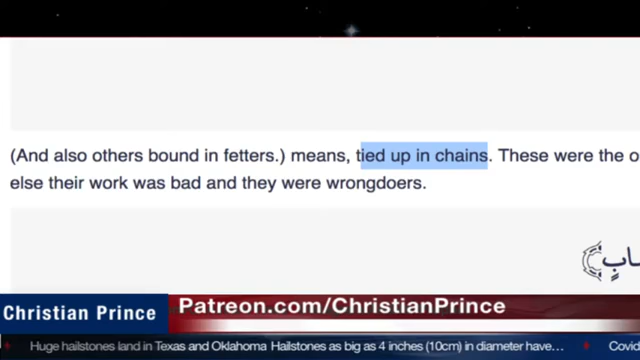 (And also others bound in fetters.) means, tied up in chains. These were the
else their work was bad and they were wrongdoers.
Christian Prince
Patreon.com/ChristianPrince
Huge hailstones land in Texas and Oklahoma Hailstones as big as 4 inches (10cm) in diameter have... Covid